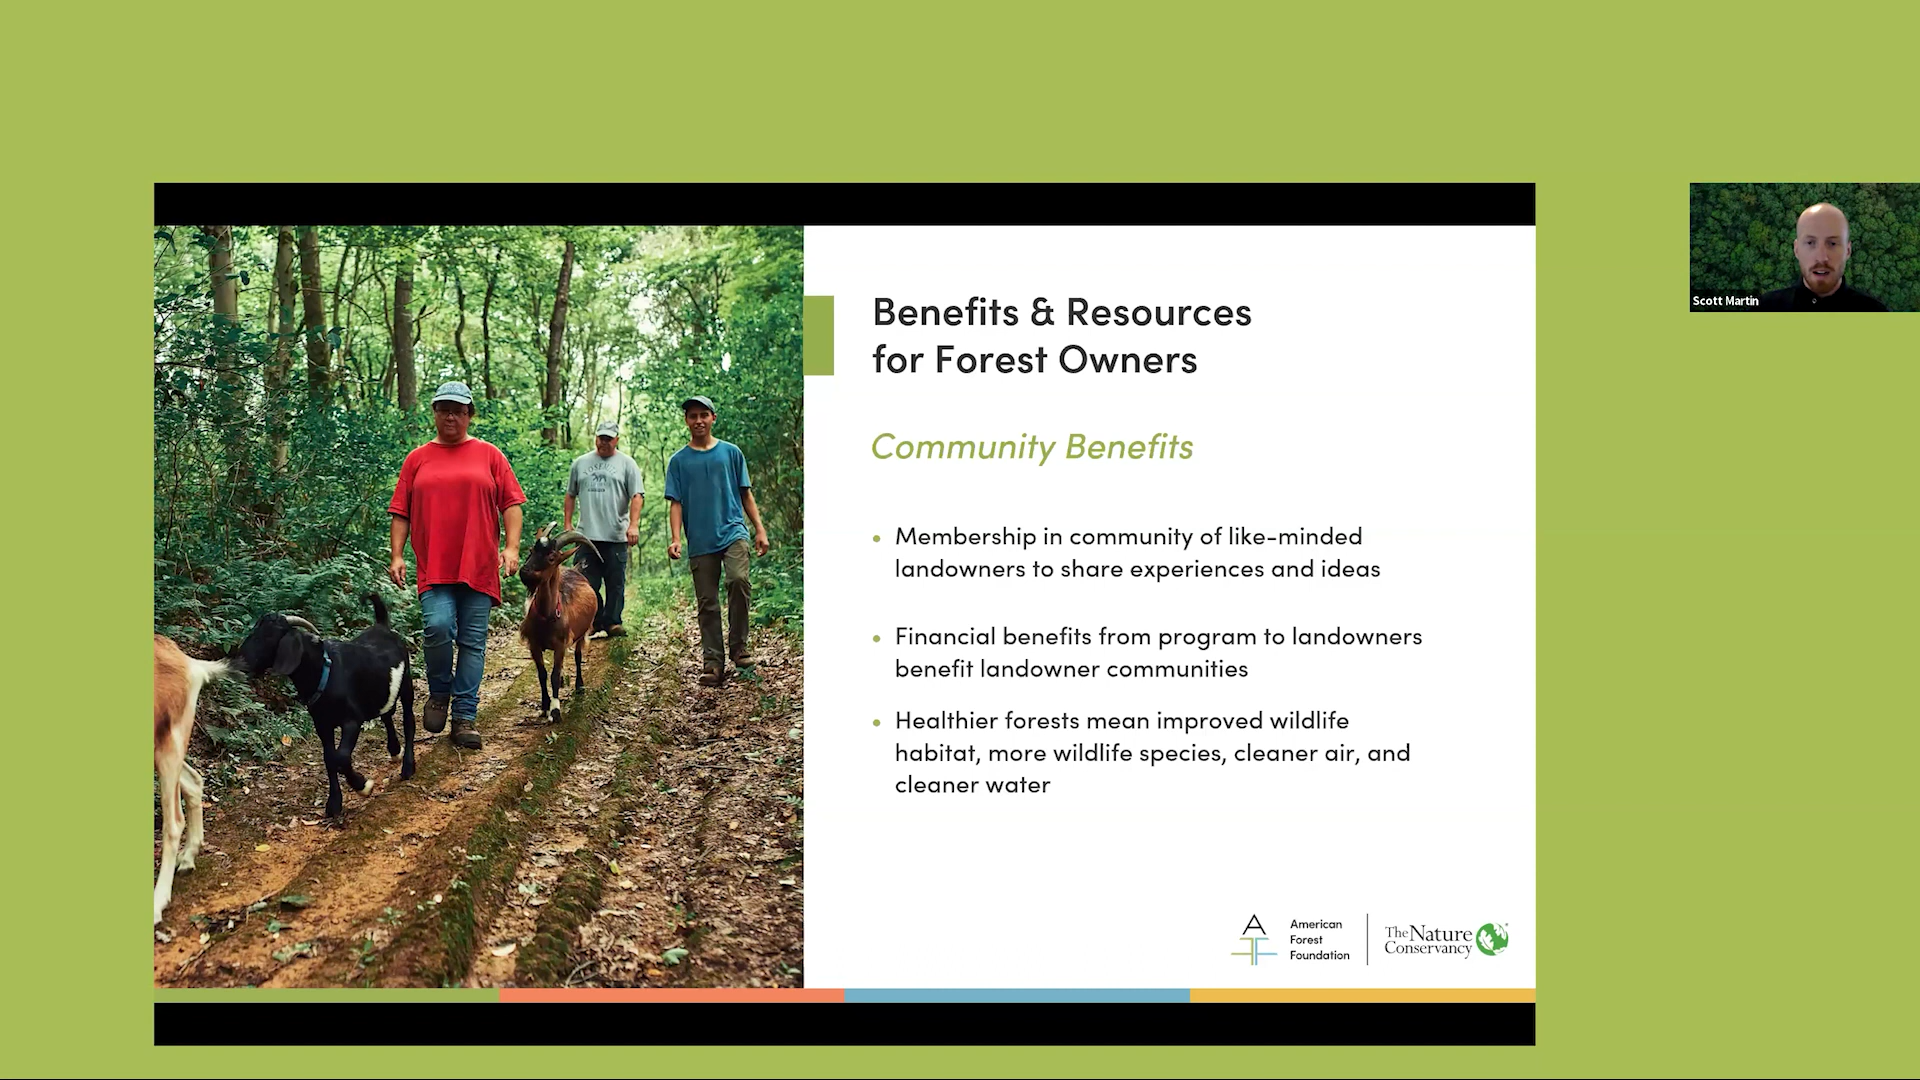 Benefits & Resources
for Forest Owners
Community Benefits
• Membership in community of like-minded
landowners to share experiences and ideas
• Financial benefits from program to landowners
benefit landowner communities
• Healthier forests mean improved wildlife
habitat, more wildlife species, cleaner air, and
cleaner water
American
Forest
Foundation
The Nature
Conservancy
Scott Martin